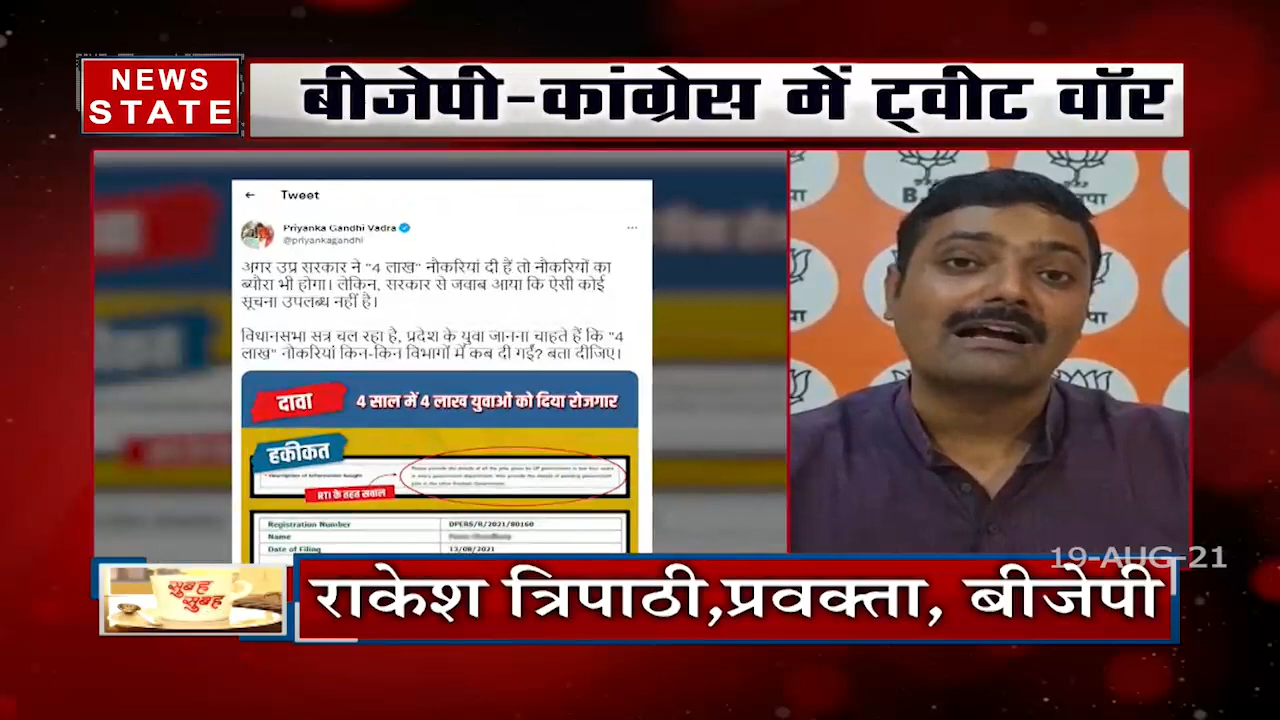 NEWS
STATE
बीजेपी-कांग्रेस में ट्वीट वॉर
Tweet
Priyanka Gandhi Vadra
@priyankagandhi
अगर उप्र सरकार ने "4 लाख" नौकरियां दी हैं तो नौकरियों का
ब्यौरा भी होगा। लेकिन, सरकार से जवाब आया कि ऐसी कोई
सूचना उपलब्ध नहीं है।
विधानसभा सत्र चल रहा है, प्रदेश के युवा जानना चाहते हैं कि "4
लाख" नौकरियां किन-किन विभागों में कब दी गईं? बता दीजिए।
दावा
4 साल में 4 लाख युवाओं को दिया रोजगार
हकीकत
RTI के तहत सवाल
Registration Number DPERS/R/2021/80160
Name
Date of Filing 13/08/2021
19-AUG-21
सुबह
सुबह
राकेश त्रिपाठी,प्रवक्ता, बीजेपी